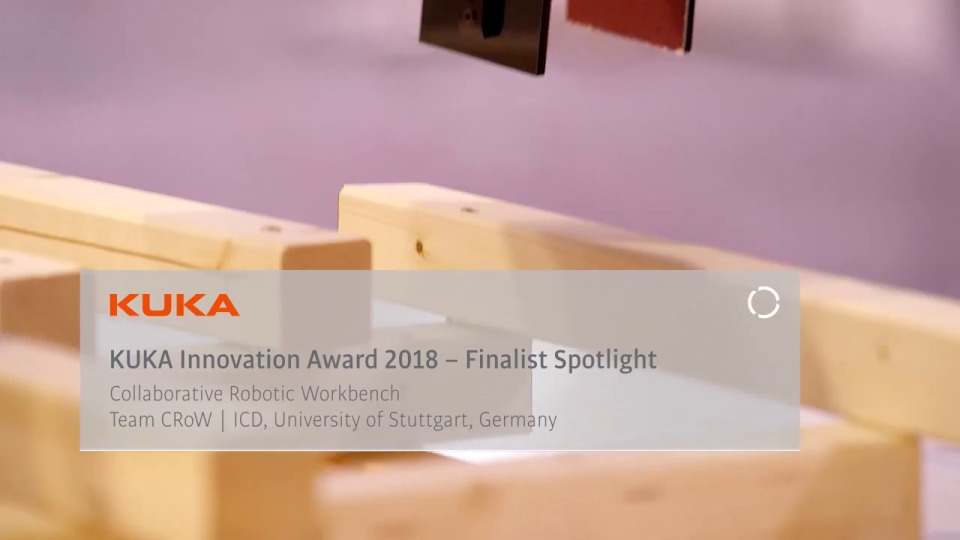 KUKA
KUKA Innovation Award 2018 – Finalist Spotlight
Collaborative Robotic Workbench
Team CRoW | ICD, University of Stuttgart, Germany